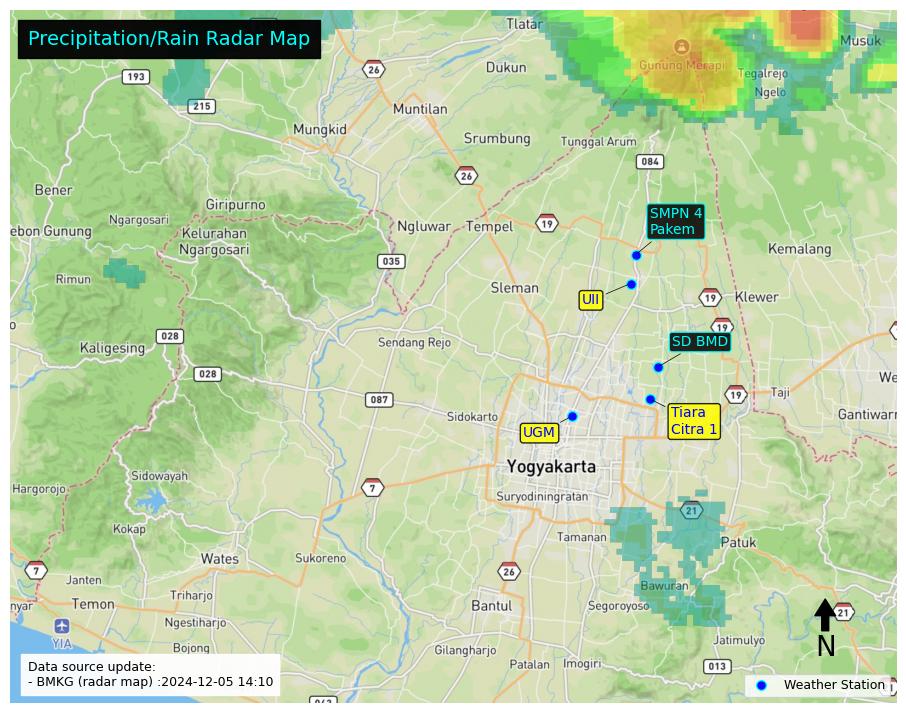 Precipitation/Rain Radar Map
Tlatar
Musuk
193
26
Dukun
Gunung Merapi
Tegalrejo
Ngelo
215
Muntilan
Mungkid
Srumbung
Tunggal Arum
084
26
Bener
Giripurno
Ngargosari
SMPN 4
Pakem
ebon Gunung
Kelurahan
Ngargosari
Ngluwar
Tempel
19
Kemalang
035
Rimun
Sleman
UII
19
Klewer
19
028
Kaligesing
Sendang Rejo
SD BMD
028
We
087
19
Taji
Sidokarto
Tiara
Citra 1
Gantiwarn
UGM
Yogyakarta
Sidowayah
Hargorojo
7
Suryodiningratan
21
Kokap
Tamanan
Patuk
Wates
Sukoreno
7
26
Janten
Bawuran
nyar
Temon
Triharjo
Bantul
Segoroyoso
21
Ngestiharjo
YIA
N
Jatimulyo
Bojong
Gilangharjo
Patalan
Imogiri
013
Data source update:
- BMKG (radar map) :2024-12-05 14:10
Weather Station